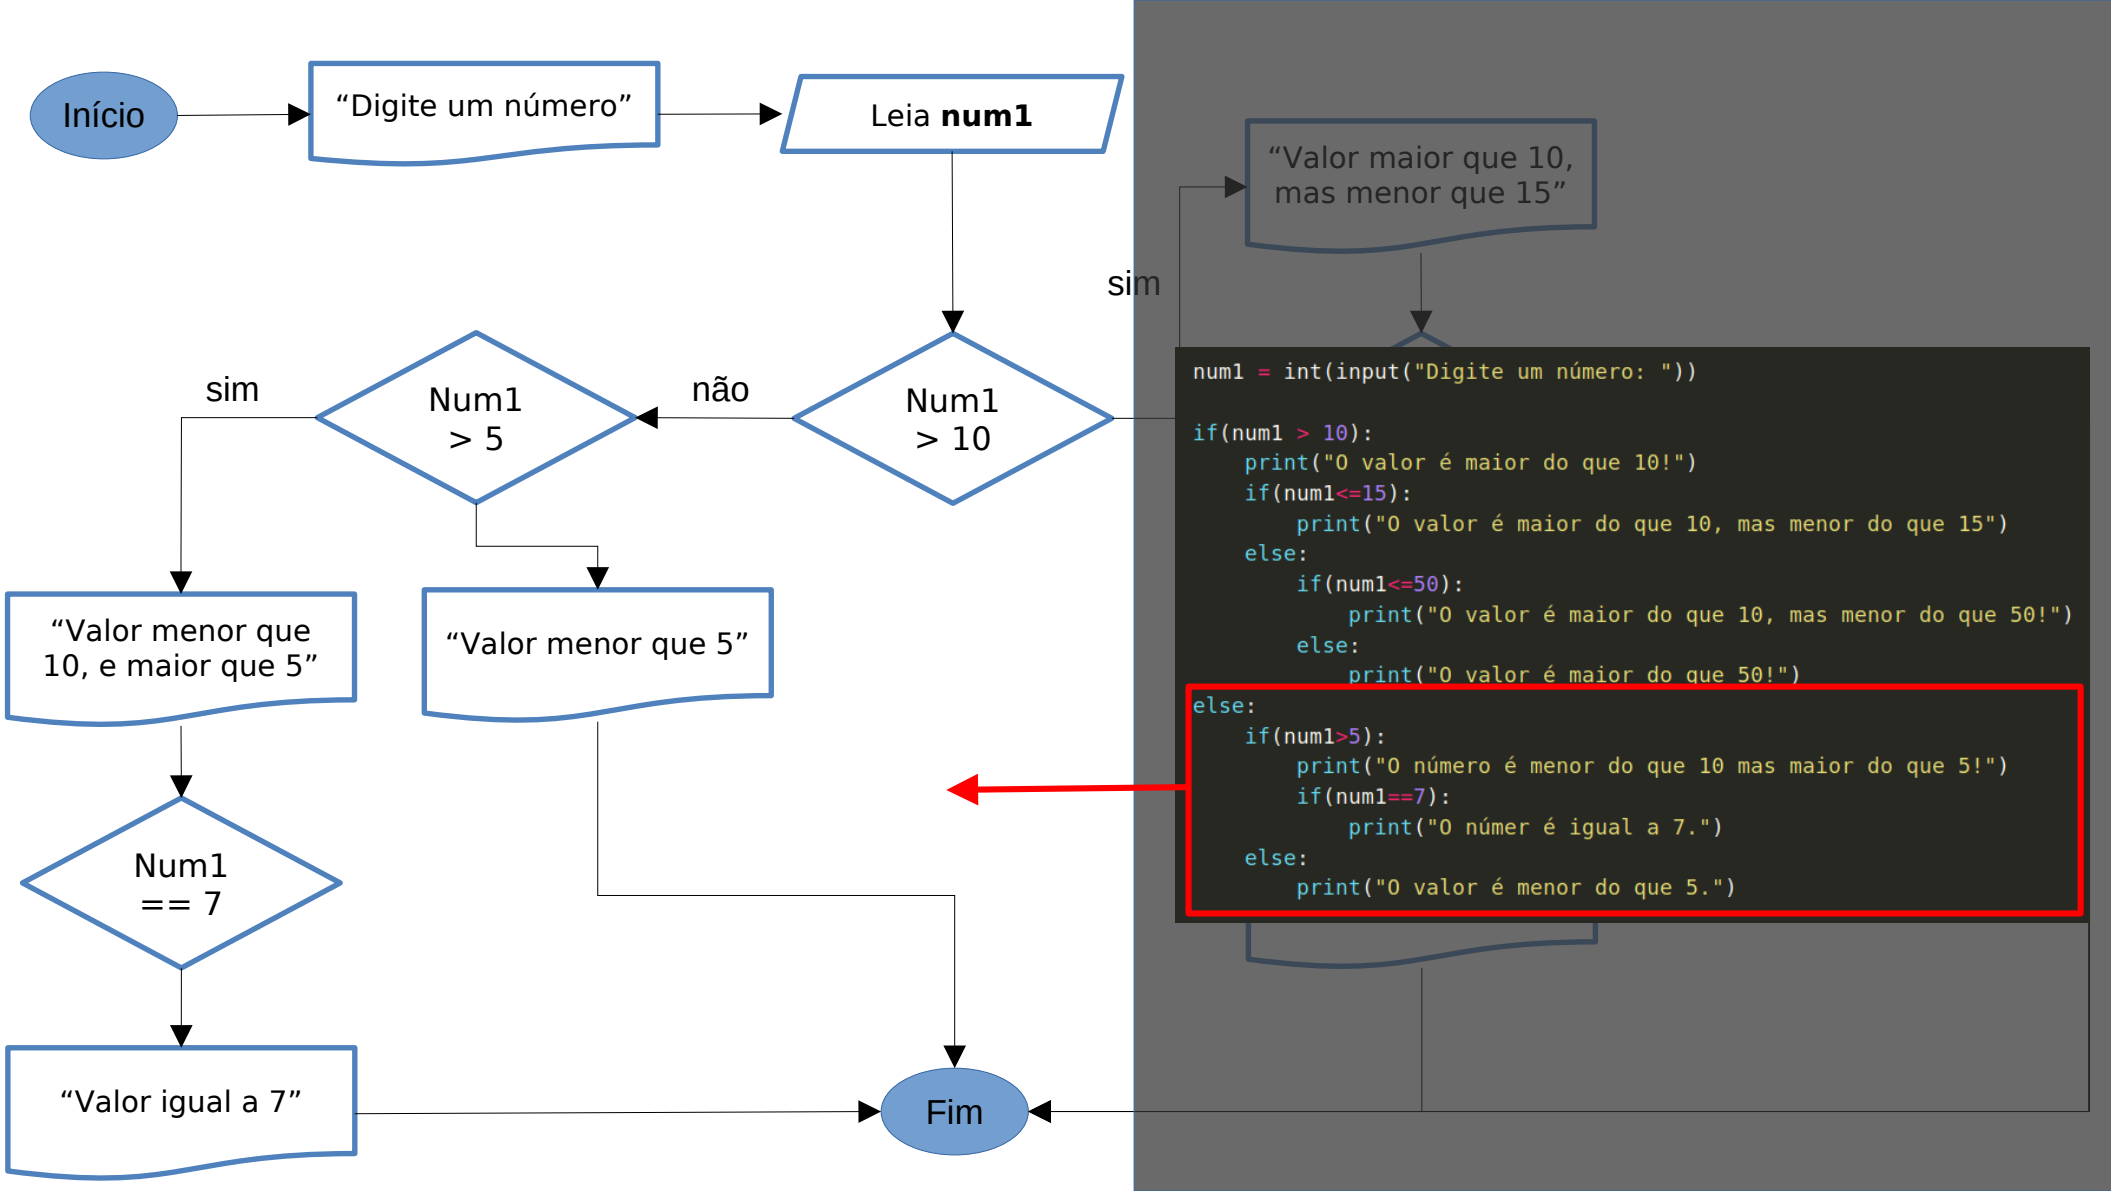 Início
“Digite um número”
Leia num1
“Valor maior que 10,
mas menor que 15”
sim
sim
Num1
> 5
não
Num1
> 10
“Valor menor que
10, e maior que 5”
“Valor menor que 5”
Num1
== 7
“Valor igual a 7”
Fim
num1 = int(input("Digite um número: "))
if(num1 > 10):
print("O valor é maior do que 10!")
if(num1<=15):
print("O valor é maior do que 10, mas menor do que 15")
else:
if(num1<=50):
print("O valor é maior do que 10, mas menor do que 50!")
else:
print("O valor é maior do que 50!")
else:
if(num1>5):
print("O número é menor do que 10 mas maior do que 5!")
if(num1==7):
print("O númer é igual a 7.")
else:
print("O valor é menor do que 5.")